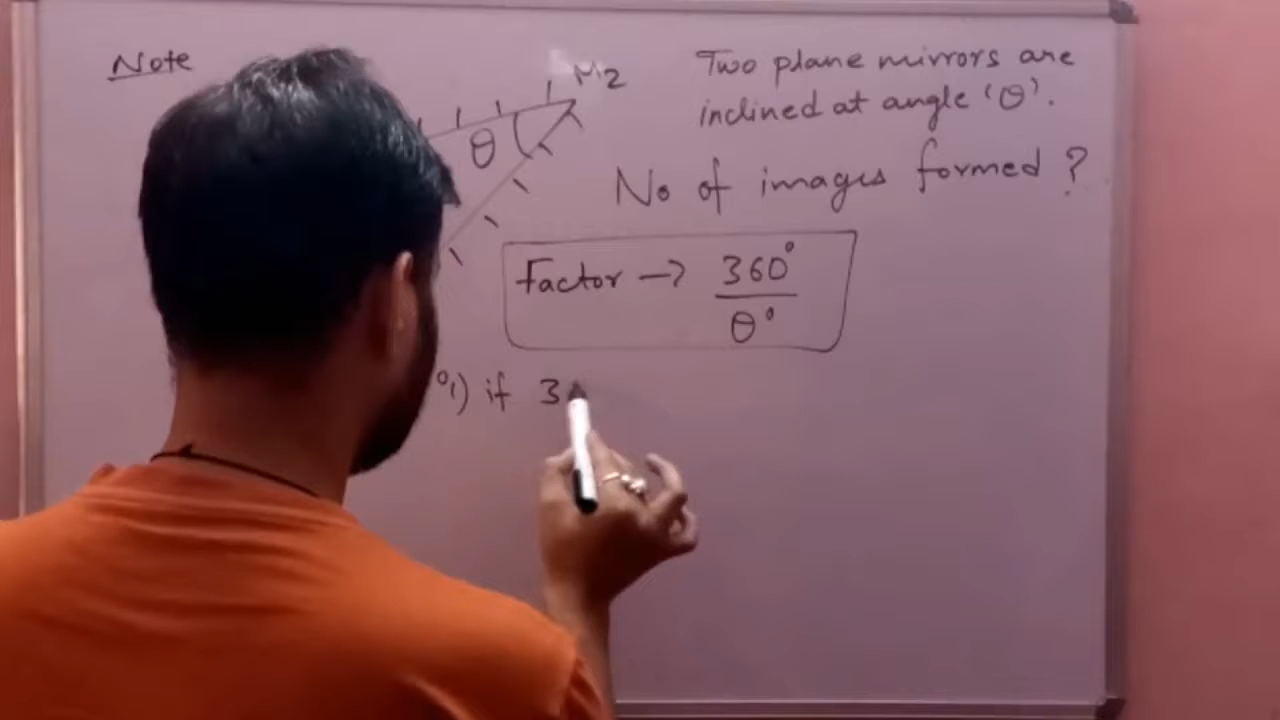 Note
M2
θ
Two plane mirrors are
inclined at angle 'θ'.
No of images formed ?
Factor → 360°
θ°
i) if 3